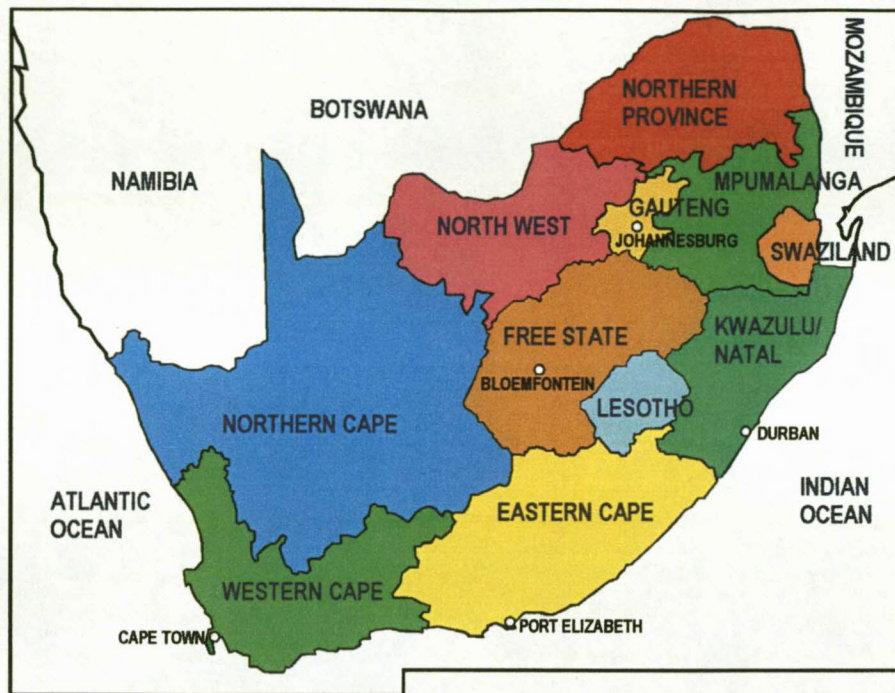 MOZAMBIQUE
NORTHERN
PROVINCE
BOTSWANA
NAMIBIA
MPUMALANGA
GAUTENG
NORTH WEST
JOHANNESBURG
SWAZILAND
FREE STATE
KWAZULU/
NATAL
BLOEMFONTEIN
LESOTHO
NORTHERN CAPE
DURBAN
ATLANTIC
OCEAN
INDIAN
OCEAN
EASTERN CAPE
WESTERN CAPE
PORT ELIZABETH
CAPE TOWN